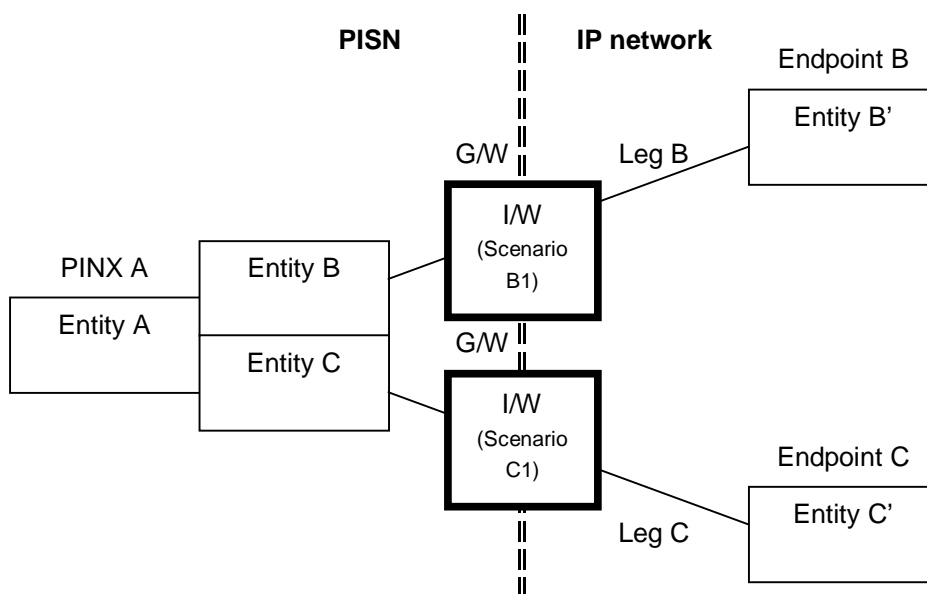 PISN
IP network
Endpoint B
Entity B’
G/W
Leg B
I/W
(Scenario
B1)
PINX A
Entity B
Entity A
G/W
Entity C
I/W
(Scenario
C1)
Endpoint C
Entity C’
Leg C